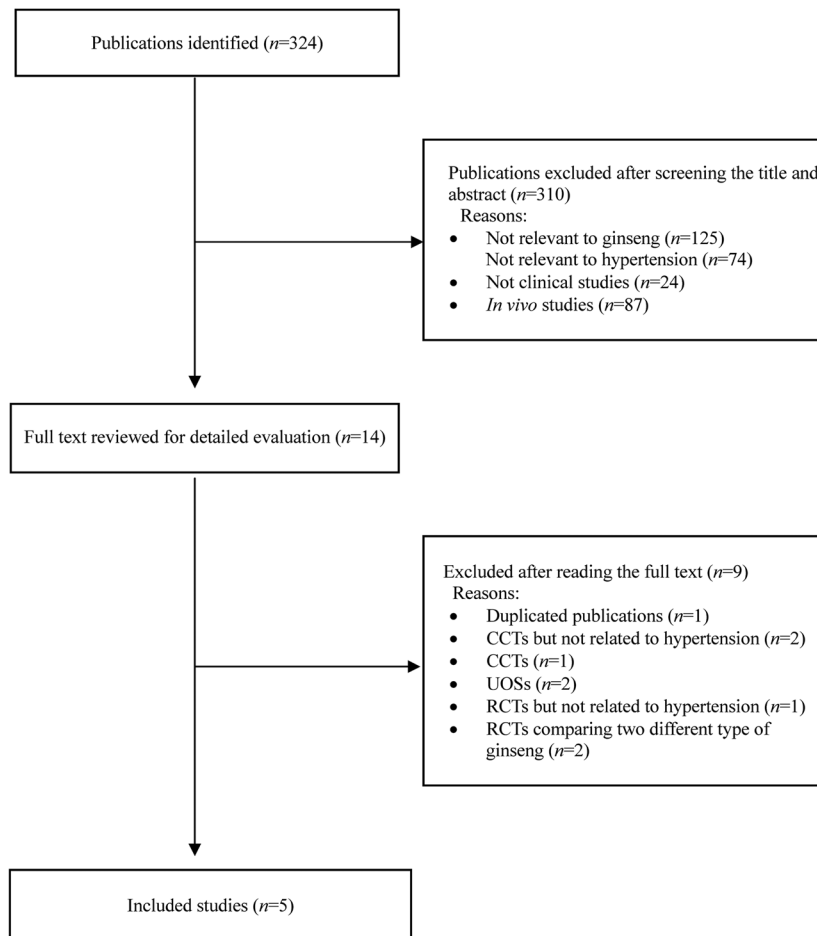 Publications identified (n=324)
Publications excluded after screening the title and
abstract (n=310)
Reasons:
• Not relevant to ginseng (n=125)
Not relevant to hypertension (n=74)
• Not clinical studies (n=24)
• In vivo studies (n=87)
Full text reviewed for detailed evaluation (n=14)
Excluded after reading the full text (n=9)
Reasons:
• Duplicated publications (n=1)
• CCTs but not related to hypertension (n=2)
• CCTs (n=1)
• UOSs (n=2)
• RCTs but not related to hypertension (n=1)
• RCTs comparing two different type of
ginseng (n=2)
Included studies (n=5)